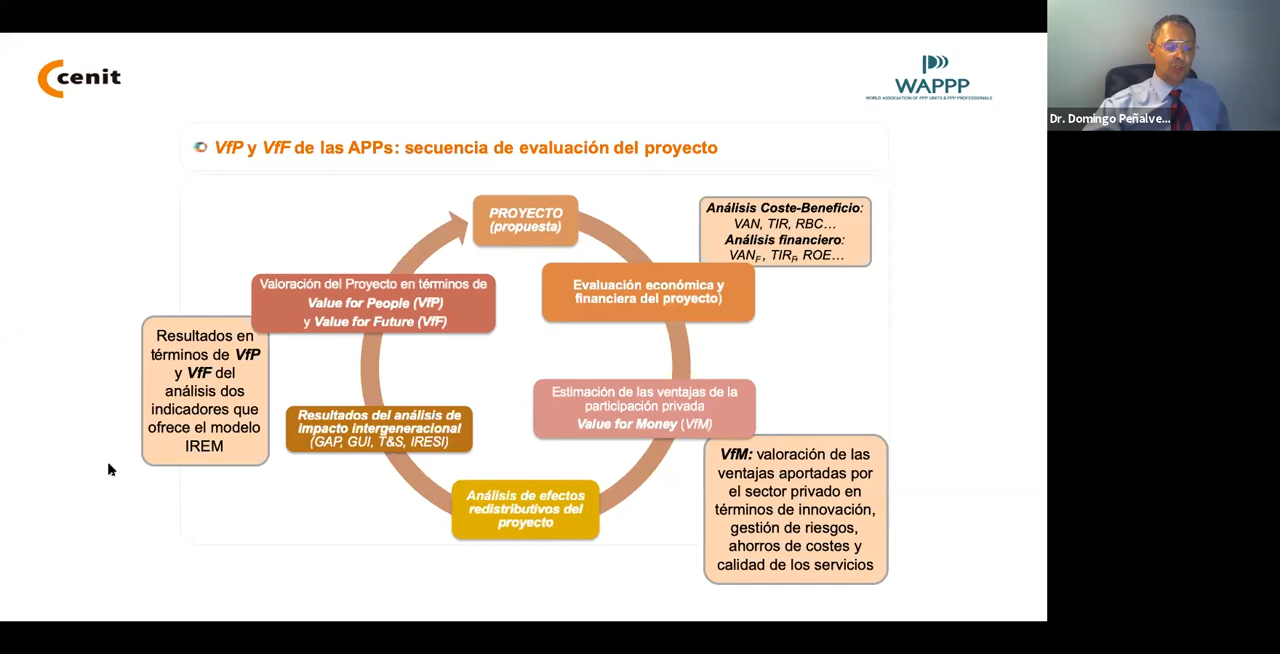 cenit
WAPPP
WORLD ASSOCIATION OF PPP UNITS & PPP PROFESSIONALS
Dr. Domingo Peñalve...
VfP y VfF de las APPs: secuencia de evaluación del proyecto
PROYECTO
(propuesta)
Análisis Coste-Beneficio:
VAN, TIR, RBC...
Análisis financiero:
VANF, TIRF, ROE...
Evaluación económica y
financiera del proyecto)
Estimación de las ventajas de la
participación privada
Value for Money (VfM)
VfM: valoración de las
ventajas aportadas por
el sector privado en
términos de innovación,
gestión de riesgos,
ahorros de costes y
calidad de los servicios
Análisis de efectos
redistributivos del
proyecto
Resultados del análisis de
impacto intergeneracional
(GAP, GUI, T&S, IRESI)
Resultados en
términos de VfP
y VfF del
análisis dos
indicadores que
ofrece el modelo
IREM
Valoración del Proyecto en términos de
Value for People (VfP)
y Value for Future (VfF)